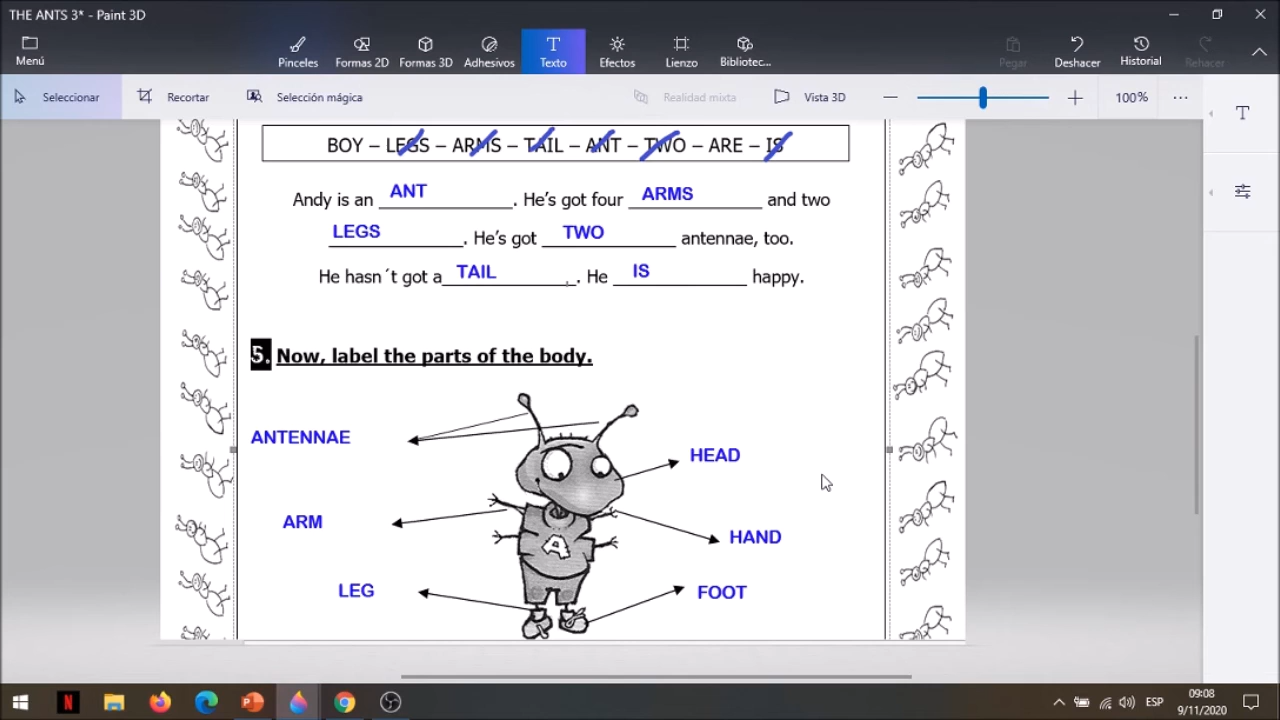 THE ANTS 3* - Paint 3D
Menú
Pinceles
Formas 2D
Formas 3D
Adhesivos
Texto
Efectos
Lienzo
Bibliotec...
Pegar
Deshacer
Historial
Rehacer
Seleccionar
Recortar
Selección mágica
Realidad mixta
Vista 3D
100%
BOY – LEGS – ARMS – TAIL – ANT – TWO – ARE – IS
Andy is an ANT. He's got four ARMS and two
LEGS. He's got TWO antennae, too.
He hasn´t got a TAIL. He IS happy.
5. Now, label the parts of the body.
ANTENNAE
HEAD
ARM
HAND
A
LEG
FOOT
ESP
09:08
9/11/2020